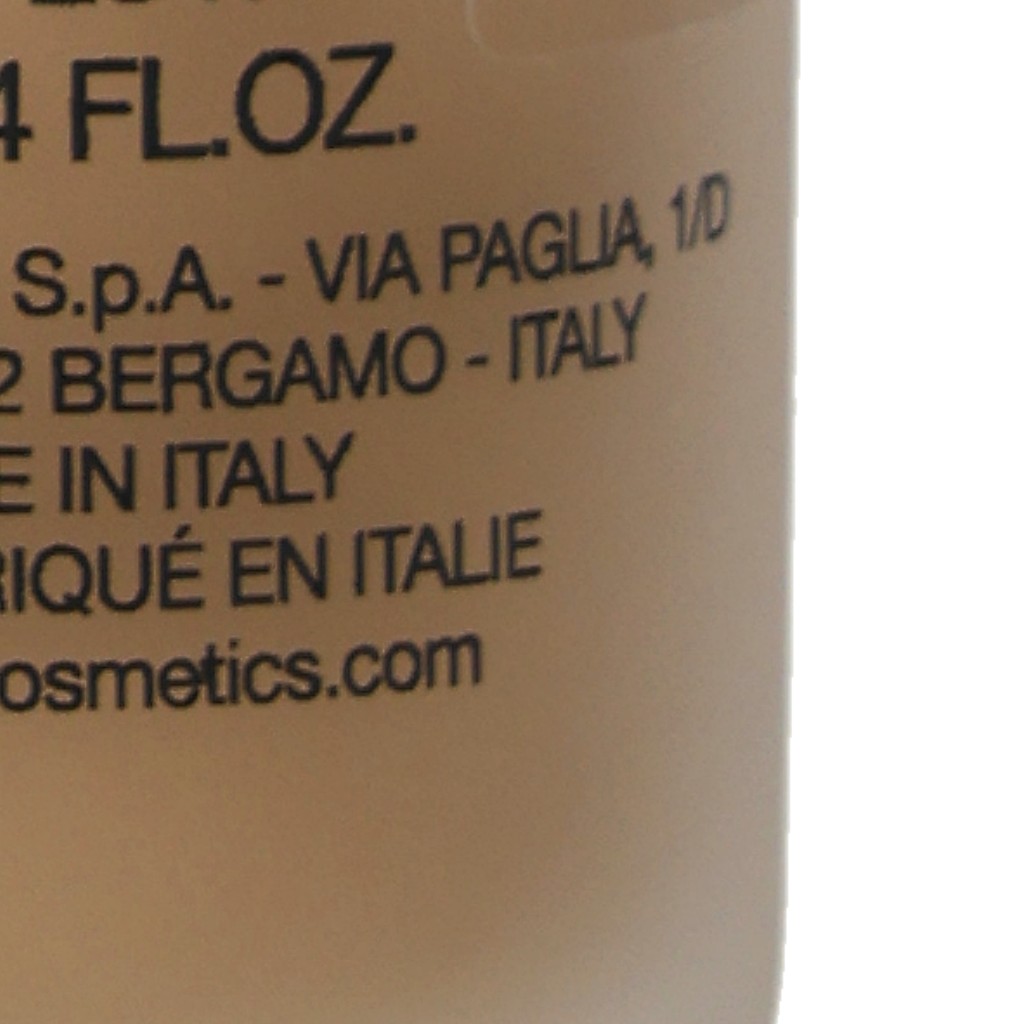 4 FL.OZ.
S.p.A. - VIA PAGLIA, 1/D
2 BERGAMO - ITALY
E IN ITALY
RIQUÉ EN ITALIE
osmetics.com